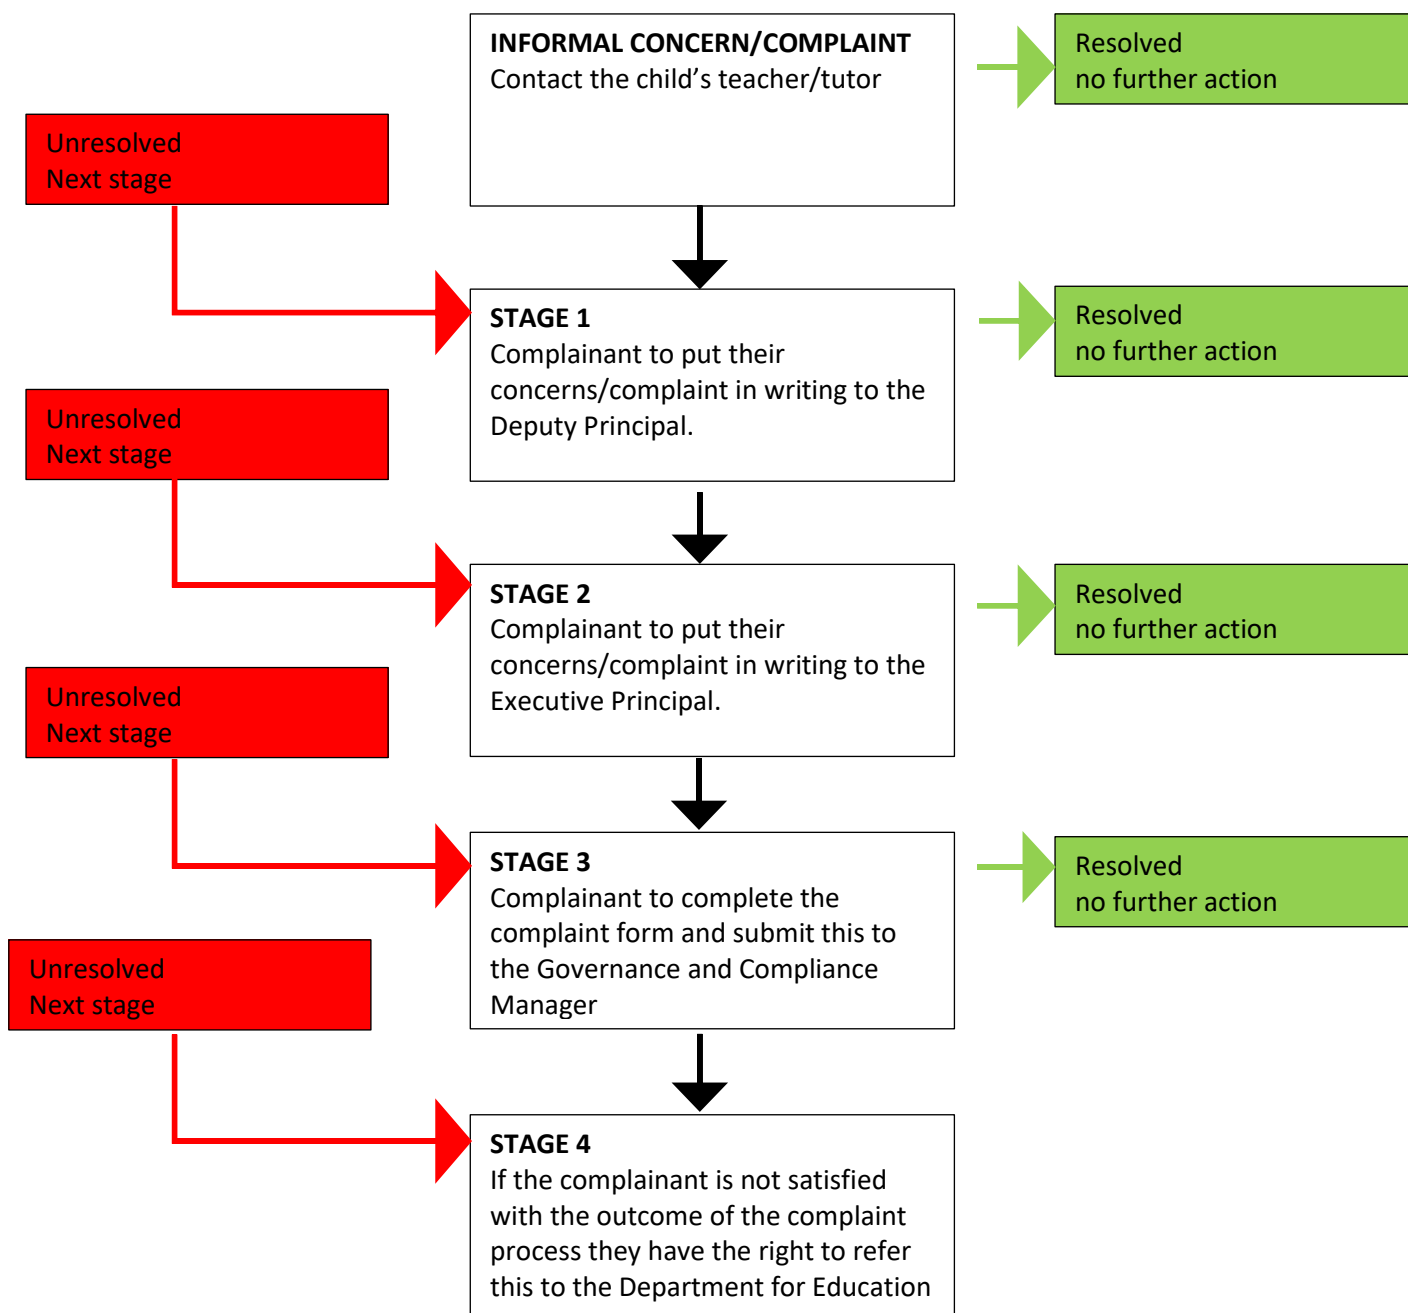 INFORMAL CONCERN/COMPLAINT
Contact the child’s teacher/tutor
Resolved
no further action
Unresolved
Next stage
STAGE 1
Complainant to put their
concerns/complaint in writing to the
Deputy Principal.
Resolved
no further action
Unresolved
Next stage
STAGE 2
Complainant to put their
concerns/complaint in writing to the
Executive Principal.
Resolved
no further action
Unresolved
Next stage
STAGE 3
Complainant to complete the
complaint form and submit this to
the Governance and Compliance
Manager
Resolved
no further action
Unresolved
Next stage
STAGE 4
If the complainant is not satisfied
with the outcome of the complaint
process they have the right to refer
this to the Department for Education